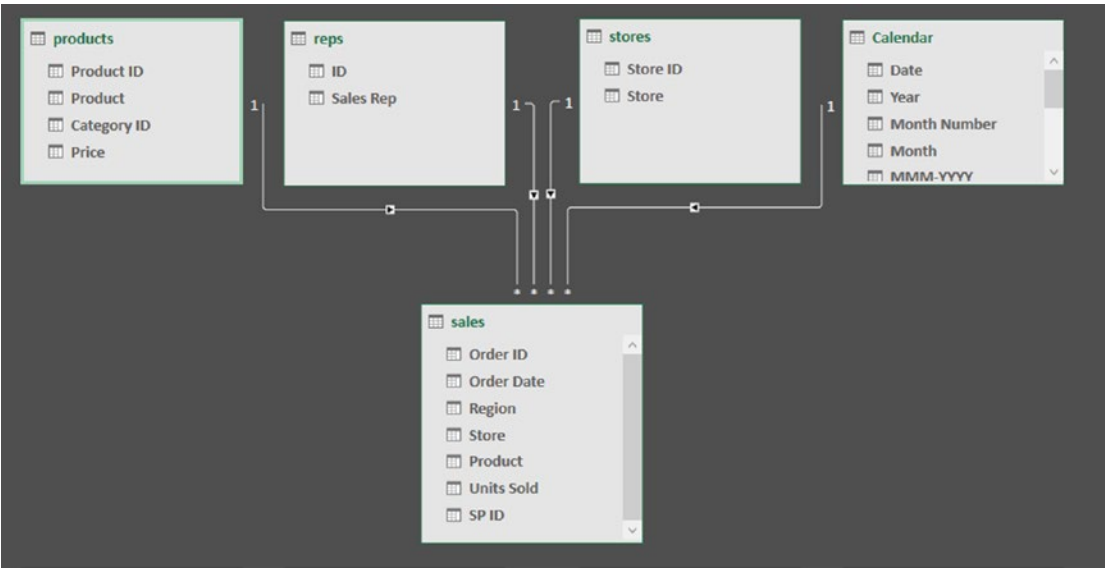 products
Product ID
Product
Category ID
Price
1
reps
ID
Sales Rep
1
stores
Store ID
Store
1
Calendar
Date
Year
Month Number
Month
MMM-YYYY
1
* * * *
sales
Order ID
Order Date
Region
Store
Product
Units Sold
SP ID